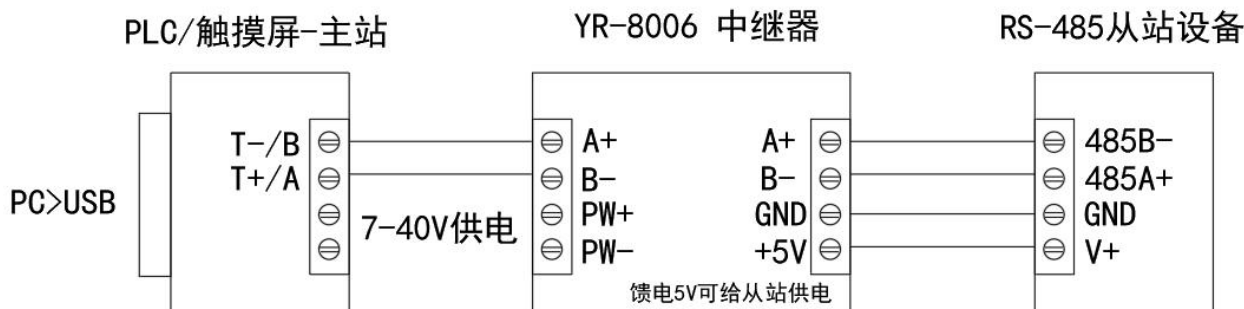 PLC/触摸屏-主站
YR-8006 中继器
RS-485从站设备
T-/B
T+/A
PC>USB
7-40V供电
A+
B-
PW+
PW-
A+
B-
GND
+5V
馈电5V可给从站供电
485B-
485A+
GND
V+